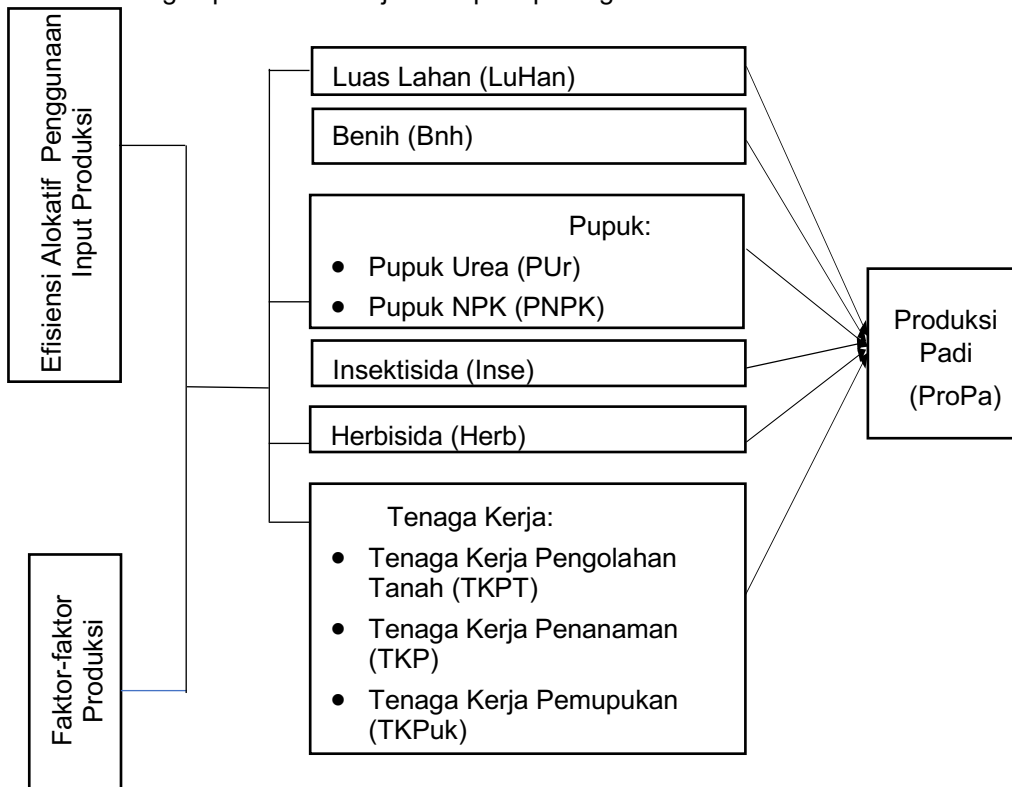 Efisiensi Alokatif Penggunaan
Input Produksi
Faktor-faktor
Produksi
Luas Lahan (LuHan)
Benih (Bnh)
Pupuk:
• Pupuk Urea (PUr)
• Pupuk NPK (PNPK)
Insektisida (Inse)
Herbisida (Herb)
Tenaga Kerja:
• Tenaga Kerja Pengolahan
Tanah (TKPT)
• Tenaga Kerja Penanaman
(TKP)
• Tenaga Kerja Pemupukan
(TKPuk)
Produksi
Padi
(ProPa)